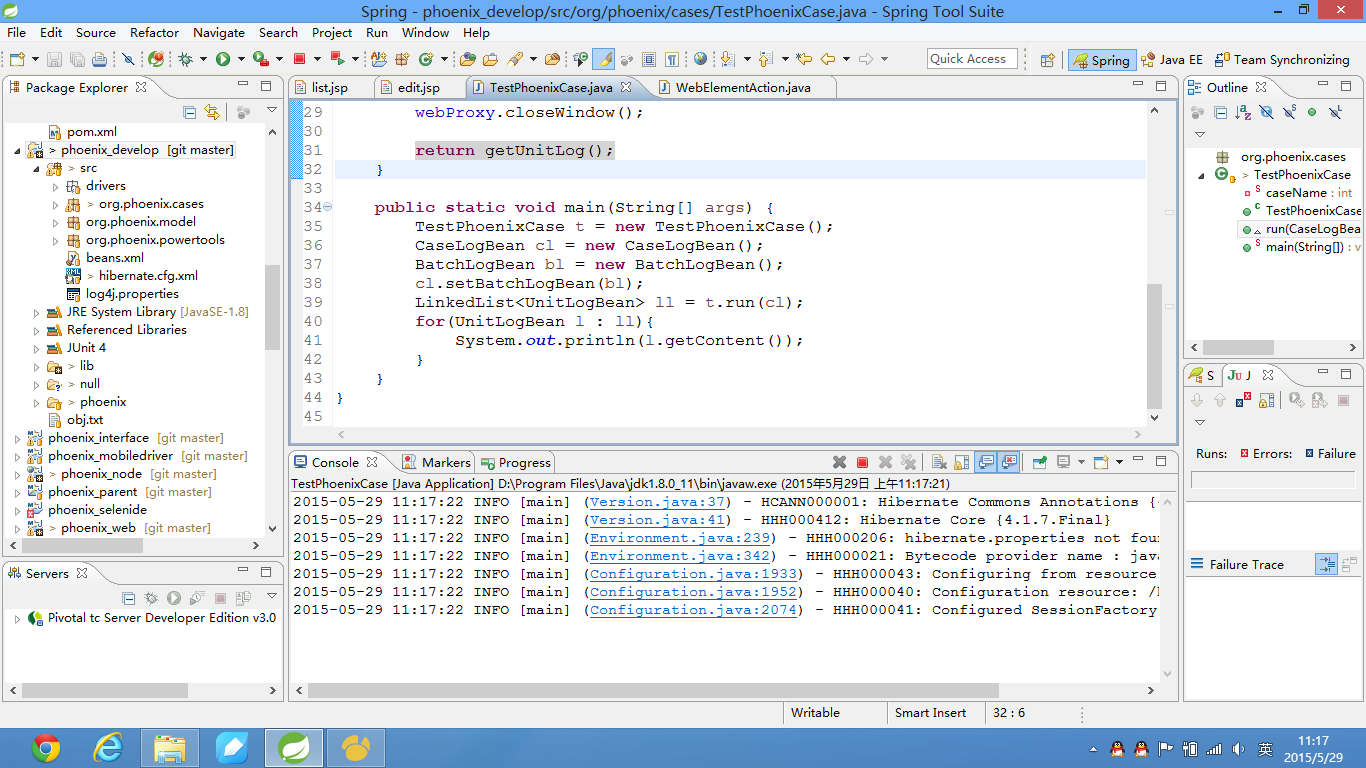 Spring - phoenix_develop/src/org/phoenix/cases/TestPhoenixCase.java - Spring Tool Suite
File Edit Source Refactor Navigate Search Project Run Window Help
Quick Access
Spring Java EE Team Synchronizing
Package Explorer
pom.xml
> phoenix_develop [git master]
> src
drivers
> org.phoenix.cases
org.phoenix.model
org.phoenix.powertools
beans.xml
> hibernate.cfg.xml
log4j.properties
JRE System Library [JavaSE-1.8]
Referenced Libraries
JUnit 4
> lib
> null
> phoenix
obj.txt
phoenix_interface [git master]
phoenix_mobiledriver [git master]
> phoenix_node [git master]
phoenix_parent [git master]
phoenix_selenide
> phoenix_web [git master]
Servers
Pivotal tc Server Developer Edition v3.0
list.jsp edit.jsp TestPhoenixCase.java WebElementAction.java
29 webProxy.closeWindow();
30
31 return getUnitLog();
32 }
33
34 public static void main(String[] args) {
35 TestPhoenixCase t = new TestPhoenixCase();
36 CaseLogBean cl = new CaseLogBean();
37 BatchLogBean bl = new BatchLogBean();
38 cl.setBatchLogBean(bl);
39 LinkedList<UnitLogBean> ll = t.run(cl);
40 for(UnitLogBean l : ll){
41 System.out.println(l.getContent());
42 }
43 }
44 }
45
Console Markers Progress
TestPhoenixCase [Java Application] D:\Program Files\Java\jdk1.8.0_11\bin\javaw.exe (2015年5月29日 上午11:17:21)
2015-05-29 11:17:22 INFO [main] (Version.java:37) - HCANN000001: Hibernate Commons Annotations {
2015-05-29 11:17:22 INFO [main] (Version.java:41) - HHH000412: Hibernate Core {4.1.7.Final}
2015-05-29 11:17:22 INFO [main] (Environment.java:239) - HHH000206: hibernate.properties not fou
2015-05-29 11:17:22 INFO [main] (Environment.java:342) - HHH000021: Bytecode provider name : java
2015-05-29 11:17:22 INFO [main] (Configuration.java:1933) - HHH000043: Configuring from resource
2015-05-29 11:17:22 INFO [main] (Configuration.java:1952) - HHH000040: Configuration resource: /
2015-05-29 11:17:22 INFO [main] (Configuration.java:2074) - HHH000041: Configured SessionFactory
Outline
org.phoenix.cases
> TestPhoenixCase
caseName : int
TestPhoenixCase
run(CaseLogBea
main(String[]) : v
S JU J
Runs: Errors: Failure
Failure Trace
Writable Smart Insert 32 : 6
英
11:17
2015/5/29